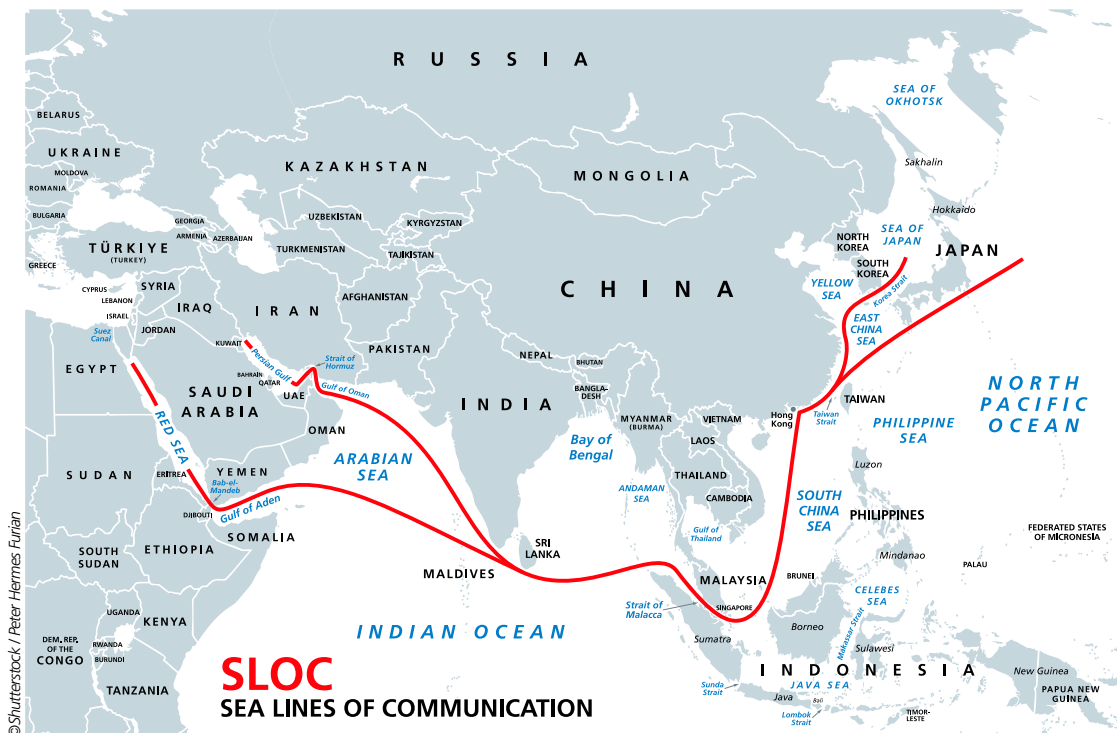 RUSSIA
SEA OF
OKHOTSK
BELARUS
UKRAINE
MOLDOVA
ROMANIA
BULGARIA
KAZAKHSTAN
MONGOLIA
Sakhalin
Hokkaido
GEORGIA
ARMENIA
AZERBAIJAN
UZBEKISTAN
KYRGYZSTAN
TURKMENISTAN
TAJIKISTAN
TÜRKIYE
(TURKEY)
GREECE
NORTH
KOREA
SEA OF
JAPAN
JAPAN
SOUTH
KOREA
CYPRUS
LEBANON
SYRIA
ISRAEL
IRAQ
IRAN
AFGHANISTAN
CHINA
YELLOW
SEA
Korea Strait
EAST
CHINA
SEA
Suez
Canal
JORDAN
KUWAIT
Persian Gulf
Strait of
Hormuz
PAKISTAN
NEPAL
BHUTAN
EGYPT
BAHRAIN
QATAR
UAE
Gulf of Oman
SAUDI
ARABIA
OMAN
INDIA
BANGLA-
DESH
MYANMAR
(BURMA)
VIETNAM
LAOS
Hong
Kong
Taiwan
Strait
TAIWAN
NORTH
PACIFIC
OCEAN
PHILIPPINE
SEA
RED SEA
SUDAN
ERITREA
YEMEN
Bab-el-
Mandeb
ARABIAN
SEA
Bay of
Bengal
ANDAMAN
SEA
THAILAND
CAMBODIA
Luzon
SOUTH
CHINA
SEA
DJIBOUTI
Gulf of Aden
SOMALIA
ETHIOPIA
SOUTH
SUDAN
Gulf of
Thailand
PHILIPPINES
Mindanao
FEDERATED STATES
OF MICRONESIA
PALAU
SRI
LANKA
MALDIVES
MALAYSIA
BRUNEI
CELEBES
SEA
UGANDA
KENYA
DEM. REP.
OF THE
CONGO
RWANDA
BURUNDI
TANZANIA
INDIAN OCEAN
Strait of
Malacca
SINGAPORE
Sumatra
Borneo
Makassar Strait
Sulawesi
INDONESIA
New Guinea
PAPUA NEW
GUINEA
Sunda
Strait
JAVA SEA
Java
Bali
Lombok
Strait
TIMOR-
LESTE
SLOC
SEA LINES OF COMMUNICATION
©Shutterstock / Peter Hermes Furian